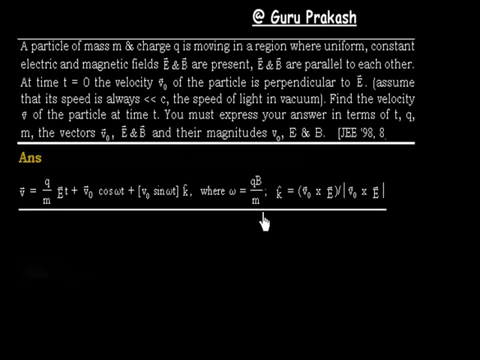 @ Guru Prakash
A particle of mass m & charge q is moving in a region where uniform, constant
electric and magnetic fields E⃗ & B⃗ are present, E⃗ & B⃗ are parallel to each other.
At time t = 0 the velocity v⃗₀ of the particle is perpendicular to E⃗. (assume
that its speed is always << c, the speed of light in vacuum). Find the velocity
v⃗ of the particle at time t. You must express your answer in terms of t, q,
m, the vectors v⃗₀, E⃗ & B⃗ and their magnitudes v₀, E & B. [JEE '98, 8
Ans
v⃗ = q/m E⃗ t + v⃗₀ cosωt + [v₀ sinωt] k̂, where ω = qB/m; k̂ = (v⃗₀ x E⃗)/|v⃗₀ x E⃗|